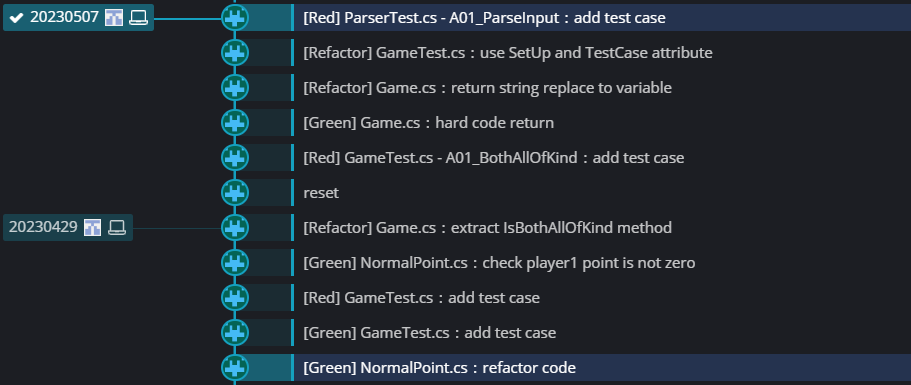 20230507 [Red] ParserTest.cs - A01_ParseInput : add test case
[Refactor] GameTest.cs : use SetUp and TestCase attribute
[Refactor] Game.cs : return string replace to variable
[Green] Game.cs : hard code return
[Red] GameTest.cs - A01_BothAllOfKind : add test case
reset
20230429 [Refactor] Game.cs : extract IsBothAllOfKind method
[Green] NormalPoint.cs : check player1 point is not zero
[Red] GameTest.cs : add test case
[Green] GameTest.cs : add test case
[Green] NormalPoint.cs : refactor code